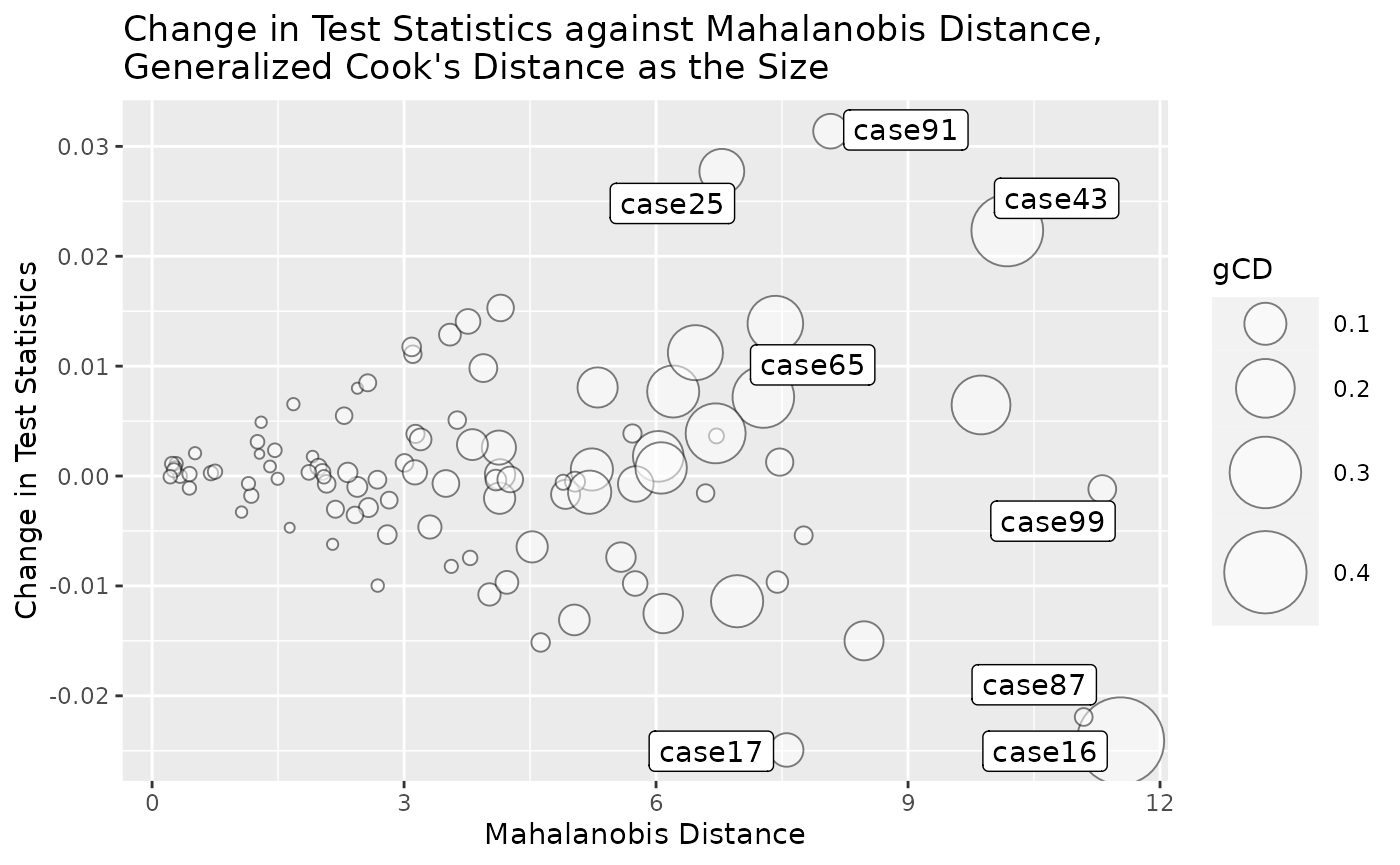 Change in Test Statistics against Mahalanobis Distance,
Generalized Cook's Distance as the Size
Change in Test Statistics
0.03
0.02
0.01
0.00
-0.01
-0.02
case91
case25
case43
case65
case99
case87
case17
case16
0
3
6
9
12
Mahalanobis Distance
gCD
0.1
0.2
0.3
0.4